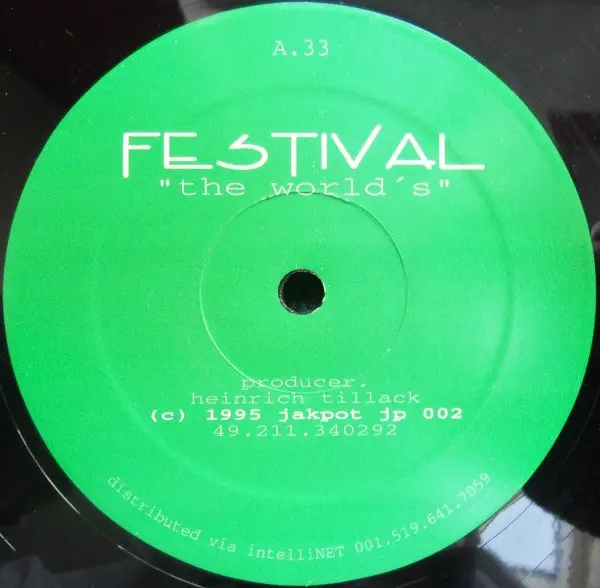 A.33
FESTIVAL
"the world´s"
producer.
heinrich tillack
(c) 1995 jakpot jp 002
49.211.340292
distributed via intelliNET 001.519.641.7059